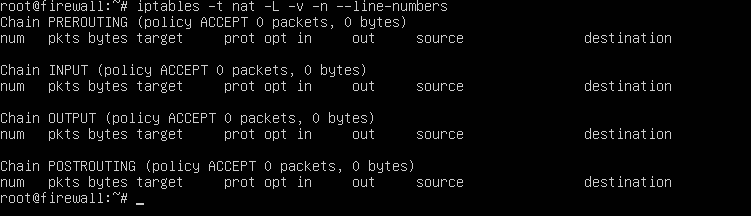 root@firewall:~# iptables -t nat -L -v -n --line-numbers
Chain PREROUTING (policy ACCEPT 0 packets, 0 bytes)
num   pkts bytes target     prot opt in     out     source               destination

Chain INPUT (policy ACCEPT 0 packets, 0 bytes)
num   pkts bytes target     prot opt in     out     source               destination

Chain OUTPUT (policy ACCEPT 0 packets, 0 bytes)
num   pkts bytes target     prot opt in     out     source               destination

Chain POSTROUTING (policy ACCEPT 0 packets, 0 bytes)
num   pkts bytes target     prot opt in     out     source               destination
root@firewall:~# _